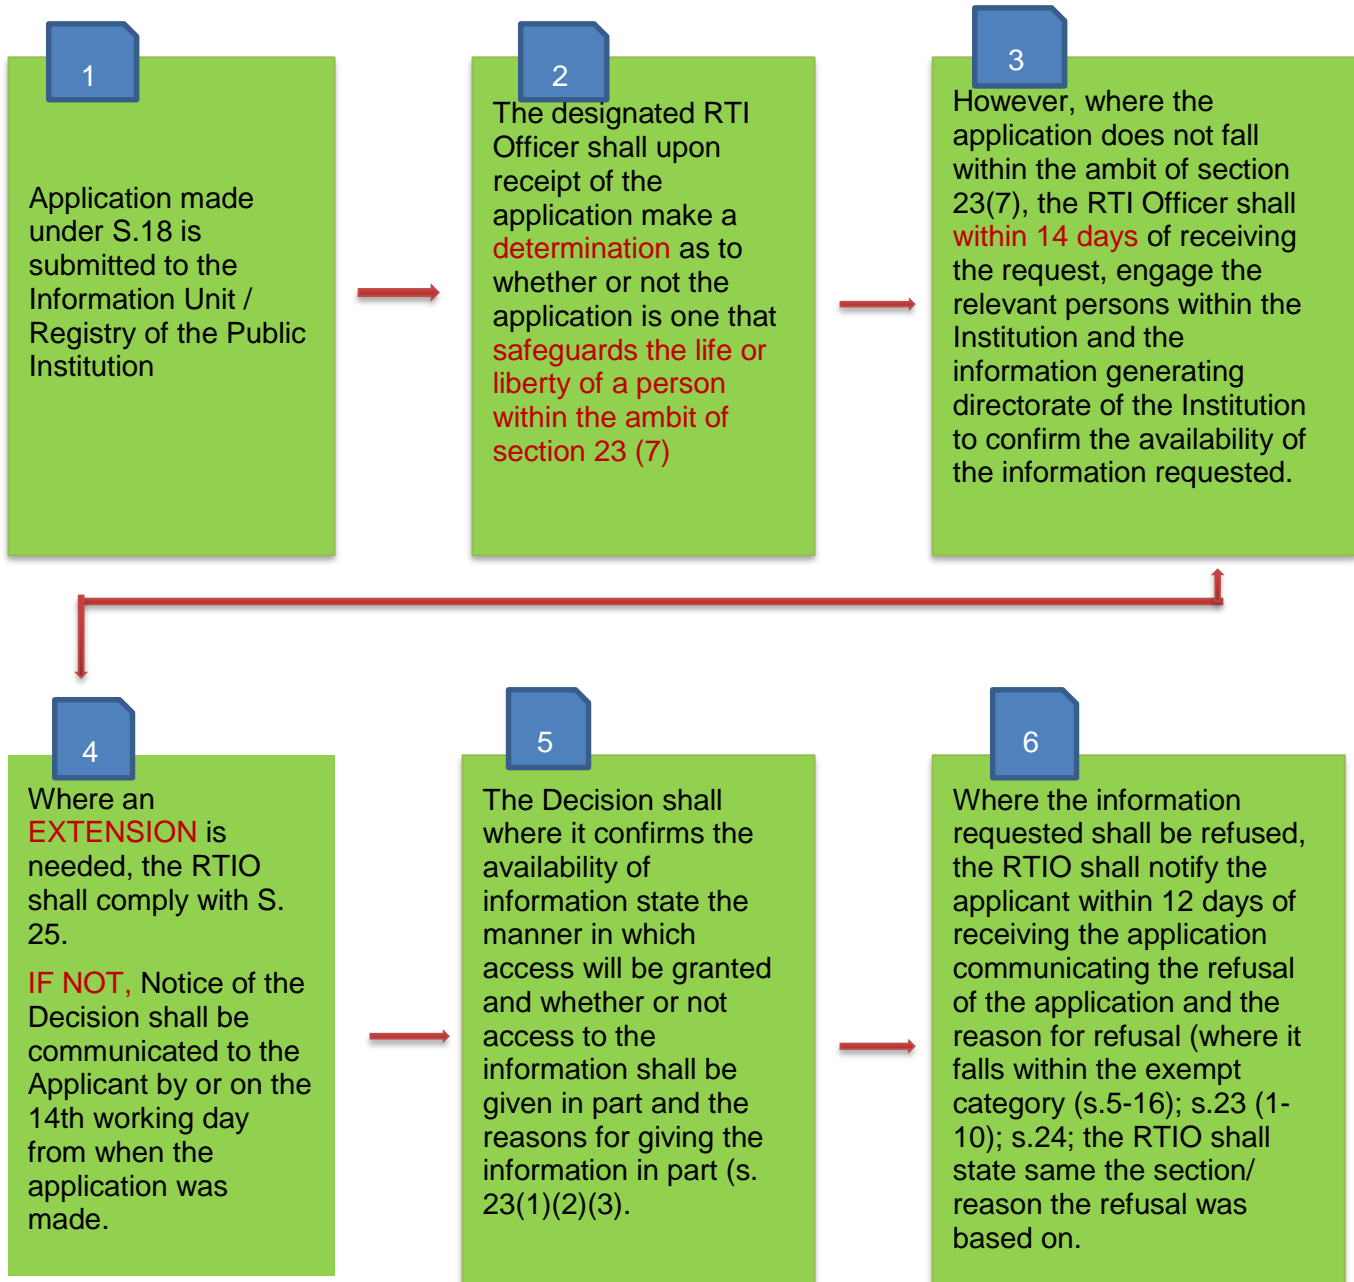 1
Application made
under S.18 is
submitted to the
Information Unit /
Registry of the Public
Institution
2
The designated RTI
Officer shall upon
receipt of the
application make a
determination as to
whether or not the
application is one that
safeguards the life or
liberty of a person
within the ambit of
section 23 (7)
3
However, where the
application does not fall
within the ambit of section
23(7), the RTI Officer shall
within 14 days of receiving
the request, engage the
relevant persons within the
Institution and the
information generating
directorate of the Institution
to confirm the availability of
the information requested.
4
Where an
EXTENSION is
needed, the RTIO
shall comply with S.
25.
IF NOT, Notice of the
Decision shall be
communicated to the
Applicant by or on the
14th working day
from when the
application was
made.
5
The Decision shall
where it confirms the
availability of
information state the
manner in which
access will be granted
and whether or not
access to the
information shall be
given in part and the
reasons for giving the
information in part (s.
23(1)(2)(3).
6
Where the information
requested shall be refused,
the RTIO shall notify the
applicant within 12 days of
receiving the application
communicating the refusal
of the application and the
reason for refusal (where it
falls within the exempt
category (s.5-16); s.23 (1-
10); s.24; the RTIO shall
state same the section/
reason the refusal was
based on.